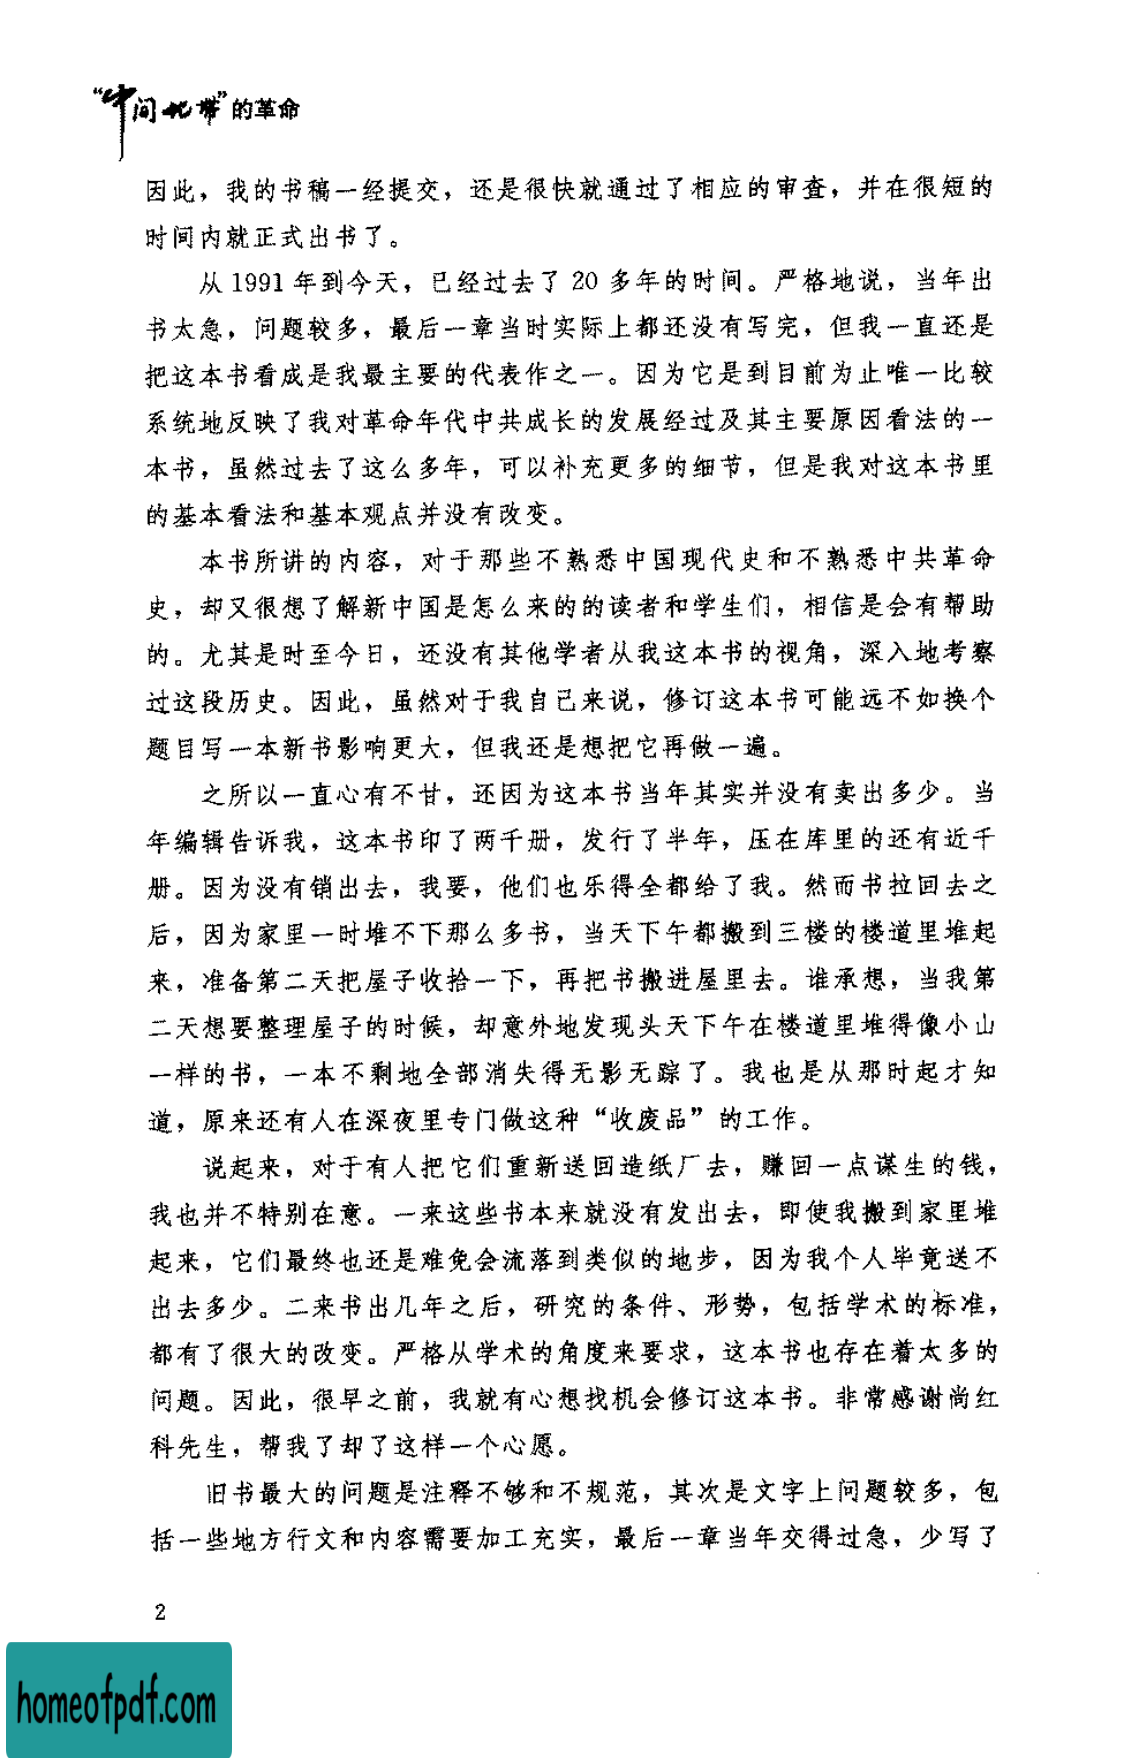 “中间地带”的革命
因此，我的书稿一经提交，还是很快就通过了相应的审查，并在很短的
时间内就正式出书了。
从 1991 年到今天，已经过去了 20 多年的时间。严格地说，当年出
书太急，问题较多，最后一章当时实际上都还没有写完，但我一直还是
把这本书看成是我最主要的代表作之一。因为它是到目前为止唯一比较
系统地反映了我对革命年代中共成长的发展经过及其主要原因看法的一
本书，虽然过去了这么多年，可以补充更多的细节，但是我对这本书里
的基本看法和基本观点并没有改变。
本书所讲的内容，对于那些不熟悉中国现代史和不熟悉中共革命
史，却又很想了解新中国是怎么来的的读者和学生们，相信是会有帮助
的。尤其是时至今日，还没有其他学者从我这本书的视角，深入地考察
过这段历史。因此，虽然对于我自己来说，修订这本书可能远不如换个
题目写一本新书影响更大，但我还是想把它再做一遍。
之所以一直心有不甘，还因为这本书当年其实并没有卖出多少。当
年编辑告诉我，这本书印了两千册，发行了半年，压在库里的还有近千
册。因为没有销出去，我要，他们也乐得全都给了我。然而书拉回去之
后，因为家里一时堆不下那么多书，当天下午都搬到三楼的楼道里堆起
来，准备第二天把屋子收拾一下，再把书搬进屋里去。谁承想，当我第
二天想要整理屋子的时候，却意外地发现头天下午在楼道里堆得像小山
一样的书，一本不剩地全部消失得无影无踪了。我也是从那时起才知
道，原来还有人在深夜里专门做这种“收废品”的工作。
说起来，对于有人把它们重新送回造纸厂去，赚回一点谋生的钱，
我也并不特别在意。一来这些书本来就没有发出去，即使我搬到家里堆
起来，它们最终也还是难免会流落到类似的地步，因为我个人毕竟送不
出去多少。二来书出几年之后，研究的条件、形势，包括学术的标准，
都有了很大的改变。严格从学术的角度来要求，这本书也存在着太多的
问题。因此，很早之前，我就有心想找机会修订这本书。非常感谢尚红
科先生，帮我了却了这样一个心愿。
旧书最大的问题是注释不够和不规范，其次是文字上问题较多，包
括一些地方行文和内容需要加工充实，最后一章当年交得过急，少写了
2
homeofpdf.com